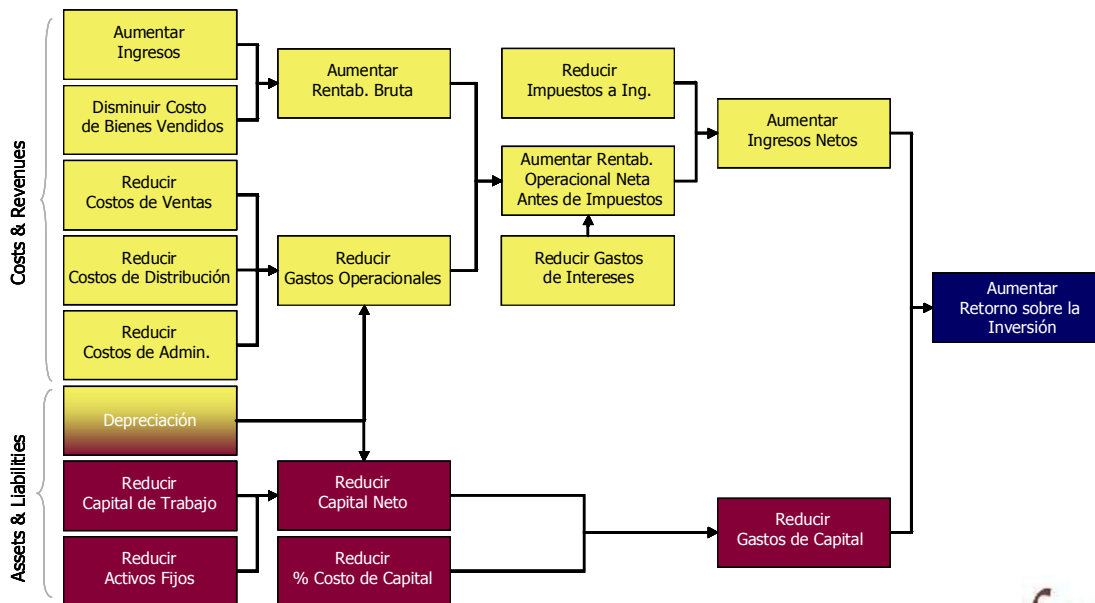 Costs & Revenues
Aumentar
Ingresos
Disminuir Costo
de Bienes Vendidos
Reducir
Costos de Ventas
Reducir
Costos de Distribución
Reducir
Costos de Admin.
Aumentar
Rentab. Bruta
Reducir
Gastos Operacionales
Reducir
Impuestos a Ing.
Aumentar Rentab.
Operacional Neta
Antes de Impuestos
Reducir Gastos
de Intereses
Aumentar
Ingresos Netos
Aumentar
Retorno sobre la
Inversión
Assets & Liabilities
Depreciación
Reducir
Capital de Trabajo
Reducir
Activos Fijos
Reducir
Capital Neto
Reducir
% Costo de Capital
Reducir
Gastos de Capital